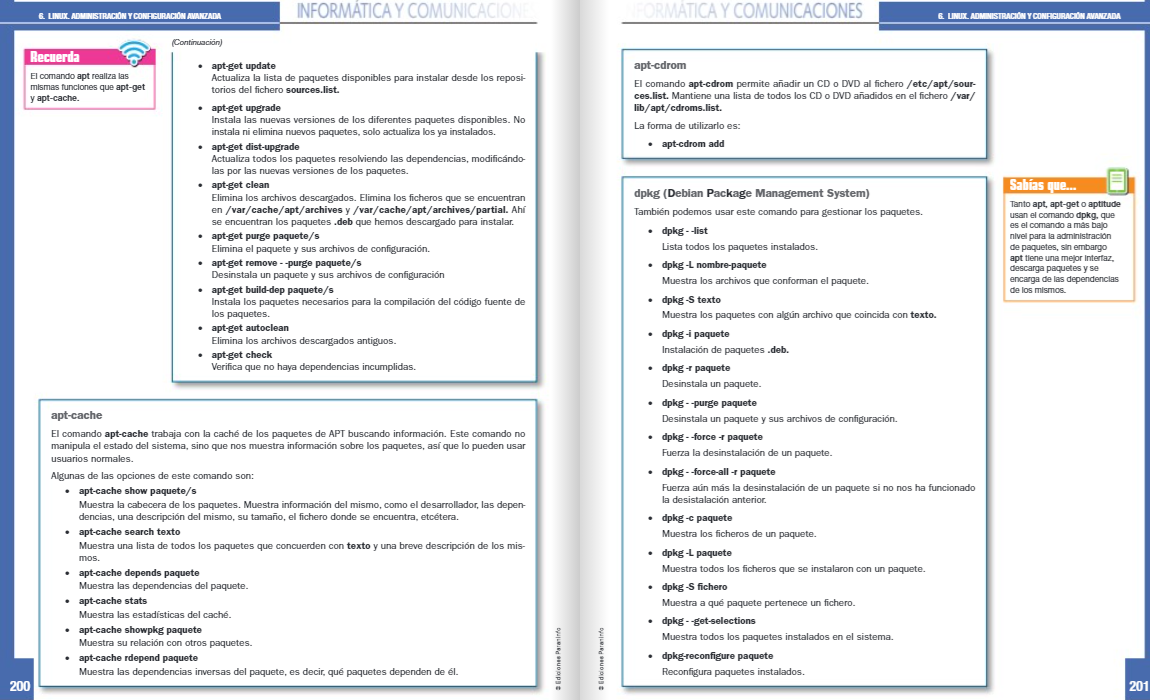 6. LINUX. ADMINISTRACIÓN Y CONFIGURACIÓN AVANZADA
INFORMÁTICA Y COMUNICACIONES
Recuerda
El comando apt realiza las
mismas funciones que apt-get
y apt-cache.
(Continuación)
• apt-get update
Actualiza la lista de paquetes disponibles para instalar desde los reposi-
torios del fichero sources.list.
• apt-get upgrade
Instala las nuevas versiones de los diferentes paquetes disponibles. No
instala ni elimina nuevos paquetes, solo actualiza los ya instalados.
• apt-get dist-upgrade
Actualiza todos los paquetes resolviendo las dependencias, modificándo-
las por las nuevas versiones de los paquetes.
• apt-get clean
Elimina los archivos descargados. Elimina los ficheros que se encuentran
en /var/cache/apt/archives y /var/cache/apt/archives/partial. Ahí
se encuentran los paquetes .deb que hemos descargado para instalar.
• apt-get purge paquete/s
Elimina el paquete y sus archivos de configuración.
• apt-get remove - -purge paquete/s
Desinstala un paquete y sus archivos de configuración
• apt-get build-dep paquete/s
Instala los paquetes necesarios para la compilación del código fuente de
los paquetes.
• apt-get autoclean
Elimina los archivos descargados antiguos.
• apt-get check
Verifica que no haya dependencias incumplidas.
apt-cache
El comando apt-cache trabaja con la caché de los paquetes de APT buscando información. Este comando no
manipula el estado del sistema, sino que nos muestra información sobre los paquetes, así que lo pueden usar
usuarios normales.
Algunas de las opciones de este comando son:
• apt-cache show paquete/s
Muestra la cabecera de los paquetes. Muestra información del mismo, como el desarrollador, las depen-
dencias, una descripción del mismo, su tamaño, el fichero donde se encuentra, etcétera.
• apt-cache search texto
Muestra una lista de todos los paquetes que concuerden con texto y una breve descripción de los mis-
mos.
• apt-cache depends paquete
Muestra las dependencias del paquete.
• apt-cache stats
Muestra las estadísticas del caché.
• apt-cache showpkg paquete
Muestra su relación con otros paquetes.
• apt-cache rdepend paquete
Muestra las dependencias inversas del paquete, es decir, qué paquetes dependen de él.
© Ediciones Paraninfo
200
INFORMÁTICA Y COMUNICACIONES
6. LINUX. ADMINISTRACIÓN Y CONFIGURACIÓN AVANZADA
apt-cdrom
El comando apt-cdrom permite añadir un CD o DVD al fichero /etc/apt/sour-
ces.list. Mantiene una lista de todos los CD o DVD añadidos en el fichero /var/
lib/apt/cdroms.list.
La forma de utilizarlo es:
• apt-cdrom add
dpkg (Debian Package Management System)
También podemos usar este comando para gestionar los paquetes.
• dpkg - -list
Lista todos los paquetes instalados.
• dpkg -L nombre-paquete
Muestra los archivos que conforman el paquete.
• dpkg -S texto
Muestra los paquetes con algún archivo que coincida con texto.
• dpkg -i paquete
Instalación de paquetes .deb.
• dpkg -r paquete
Desinstala un paquete.
• dpkg - -purge paquete
Desinstala un paquete y sus archivos de configuración.
• dpkg - -force -r paquete
Fuerza la desinstalación de un paquete.
• dpkg - -force-all -r paquete
Fuerza aún más la desinstalación de un paquete si no nos ha funcionado
la desistalación anterior.
• dpkg -c paquete
Muestra los ficheros de un paquete.
• dpkg -L paquete
Muestra todos los ficheros que se instalaron con un paquete.
• dpkg -S fichero
Muestra a qué paquete pertenece un fichero.
• dpkg - -get-selections
Muestra todos los paquetes instalados en el sistema.
• dpkg-reconfigure paquete
Reconfigura paquetes instalados.
Sabías que...
Tanto apt, apt-get o aptitude
usan el comando dpkg, que
es el comando a más bajo
nivel para la administración
de paquetes, sin embargo
apt tiene una mejor interfaz,
descarga paquetes y se
encarga de las dependencias
de los mismos.
© Ediciones Paraninfo
201